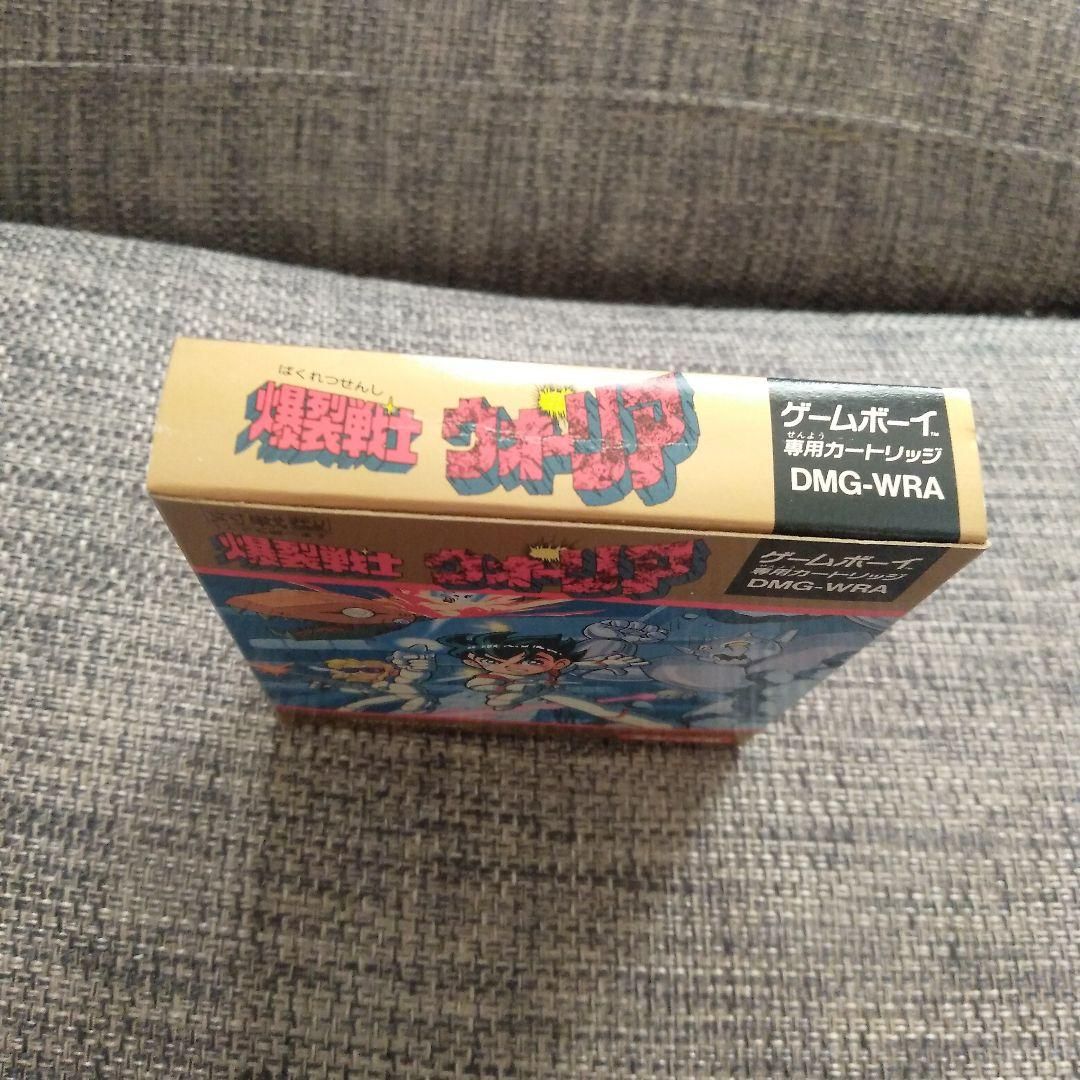 ばくれつせんし
爆裂戦士 ウォーリア
ゲームボーイ™
せんよう
専用カートリッジ
DMG-WRA
爆裂戦士 ウォーリア
ゲームボーイ
専用カートリッジ
DMG-WRA